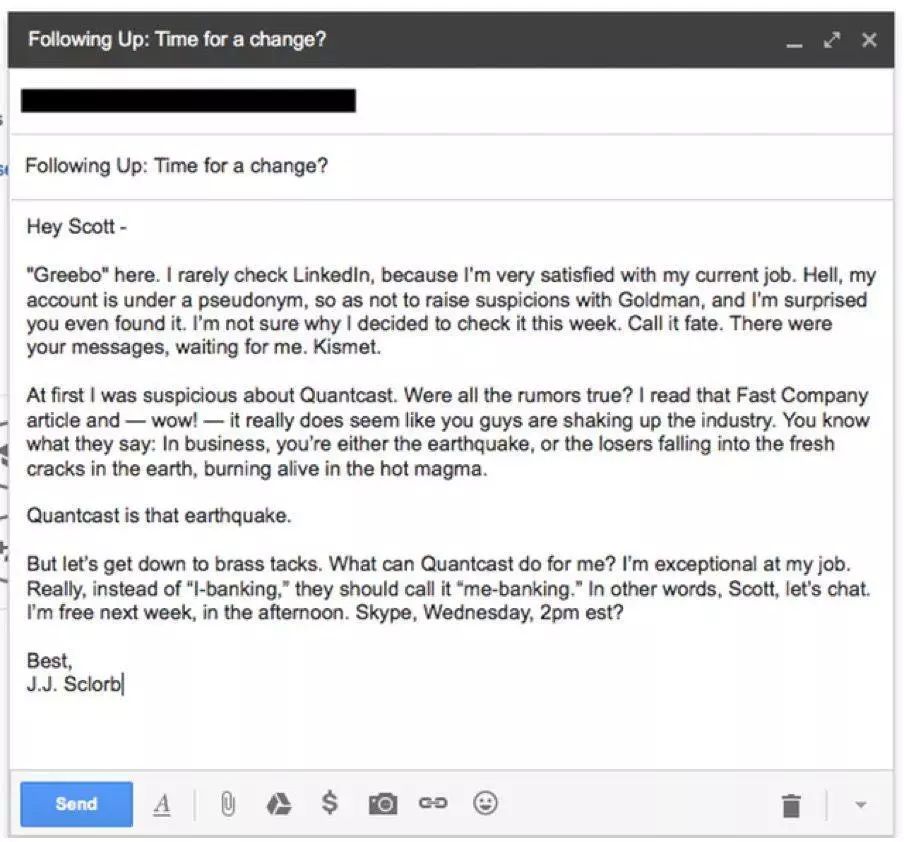 Following Up: Time for a change?
Following Up: Time for a change?
Hey Scott -
"Greebo" here. I rarely check LinkedIn, because I'm very satisfied with my current job. Hell, my
account is under a pseudonym, so as not to raise suspicions with Goldman, and I'm surprised
you even found it. I'm not sure why I decided to check it this week. Call it fate. There were
your messages, waiting for me. Kismet.
At first I was suspicious about Quantcast. Were all the rumors true? I read that Fast Company
article and — wow! — it really does seem like you guys are shaking up the industry. You know
what they say: In business, you're either the earthquake, or the losers falling into the fresh
cracks in the earth, burning alive in the hot magma.
Quantcast is that earthquake.
But let's get down to brass tacks. What can Quantcast do for me? I'm exceptional at my job.
Really, instead of “I-banking,” they should call it “me-banking.” In other words, Scott, let's chat.
I'm free next week, in the afternoon. Skype, Wednesday, 2pm est?
Best,
J.J. Sclorb
Send